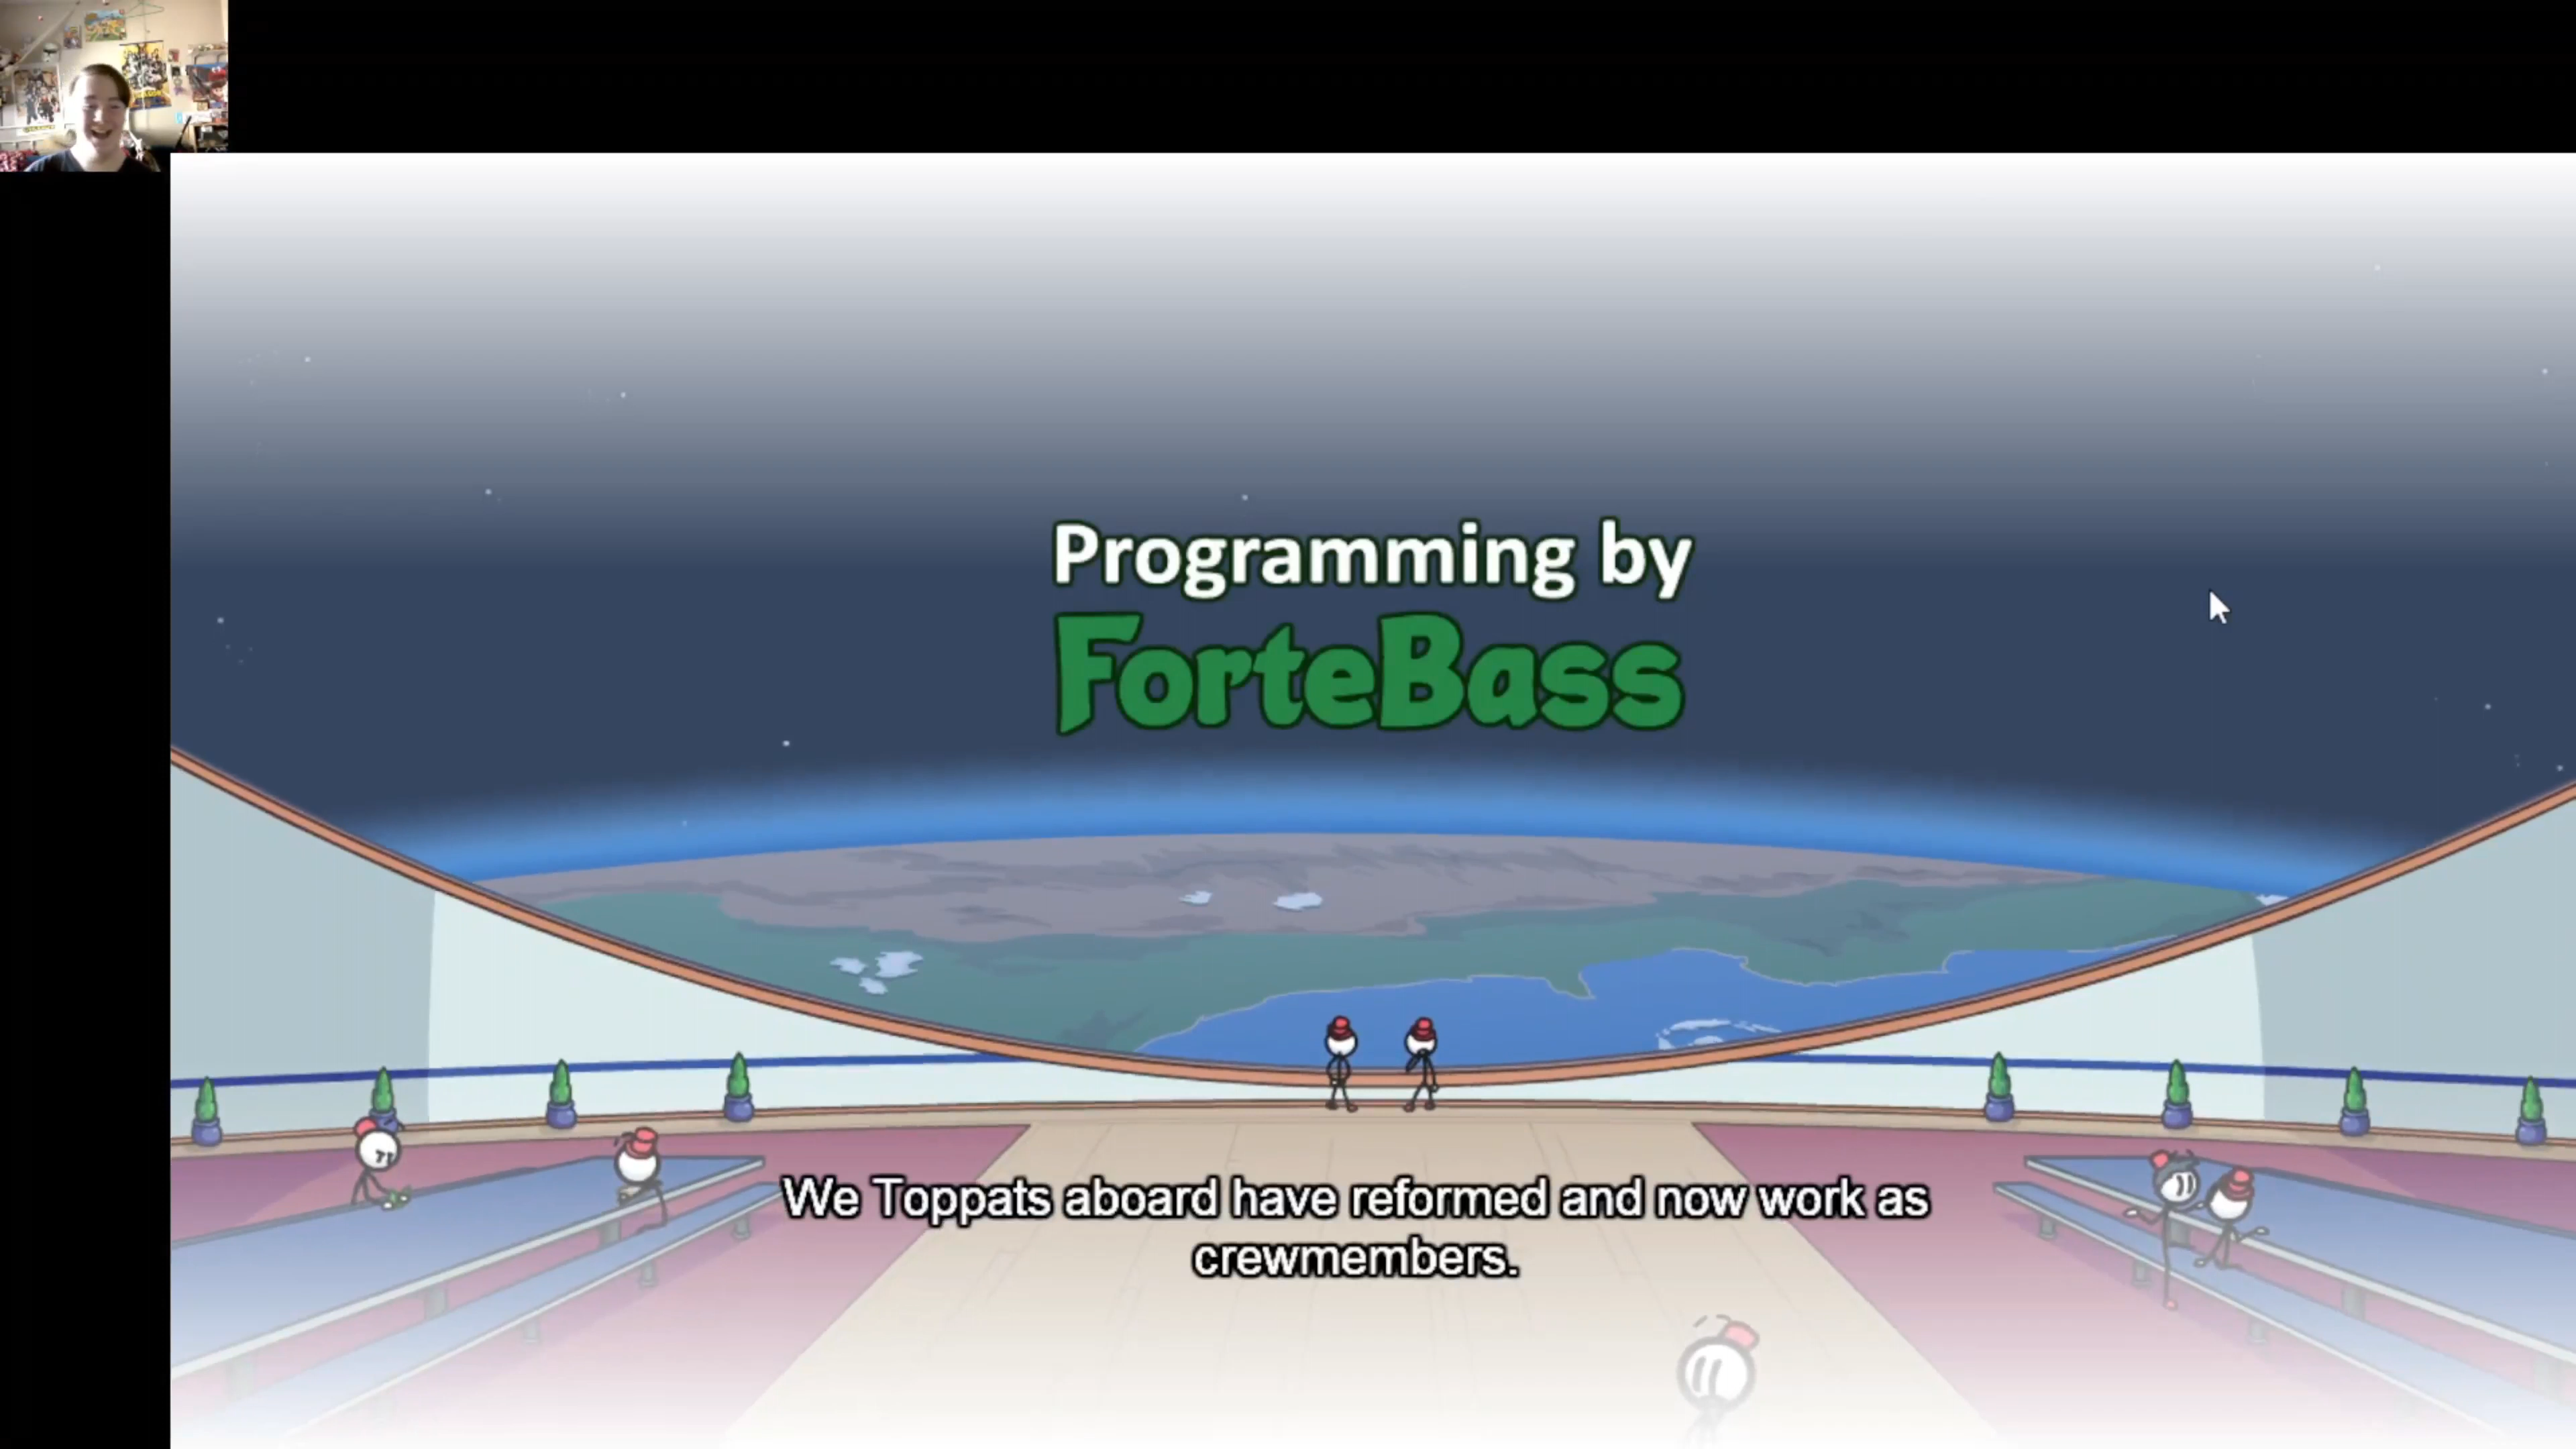 Programming by
ForteBass
We Toppats aboard have reformed and now work as
crewmembers.